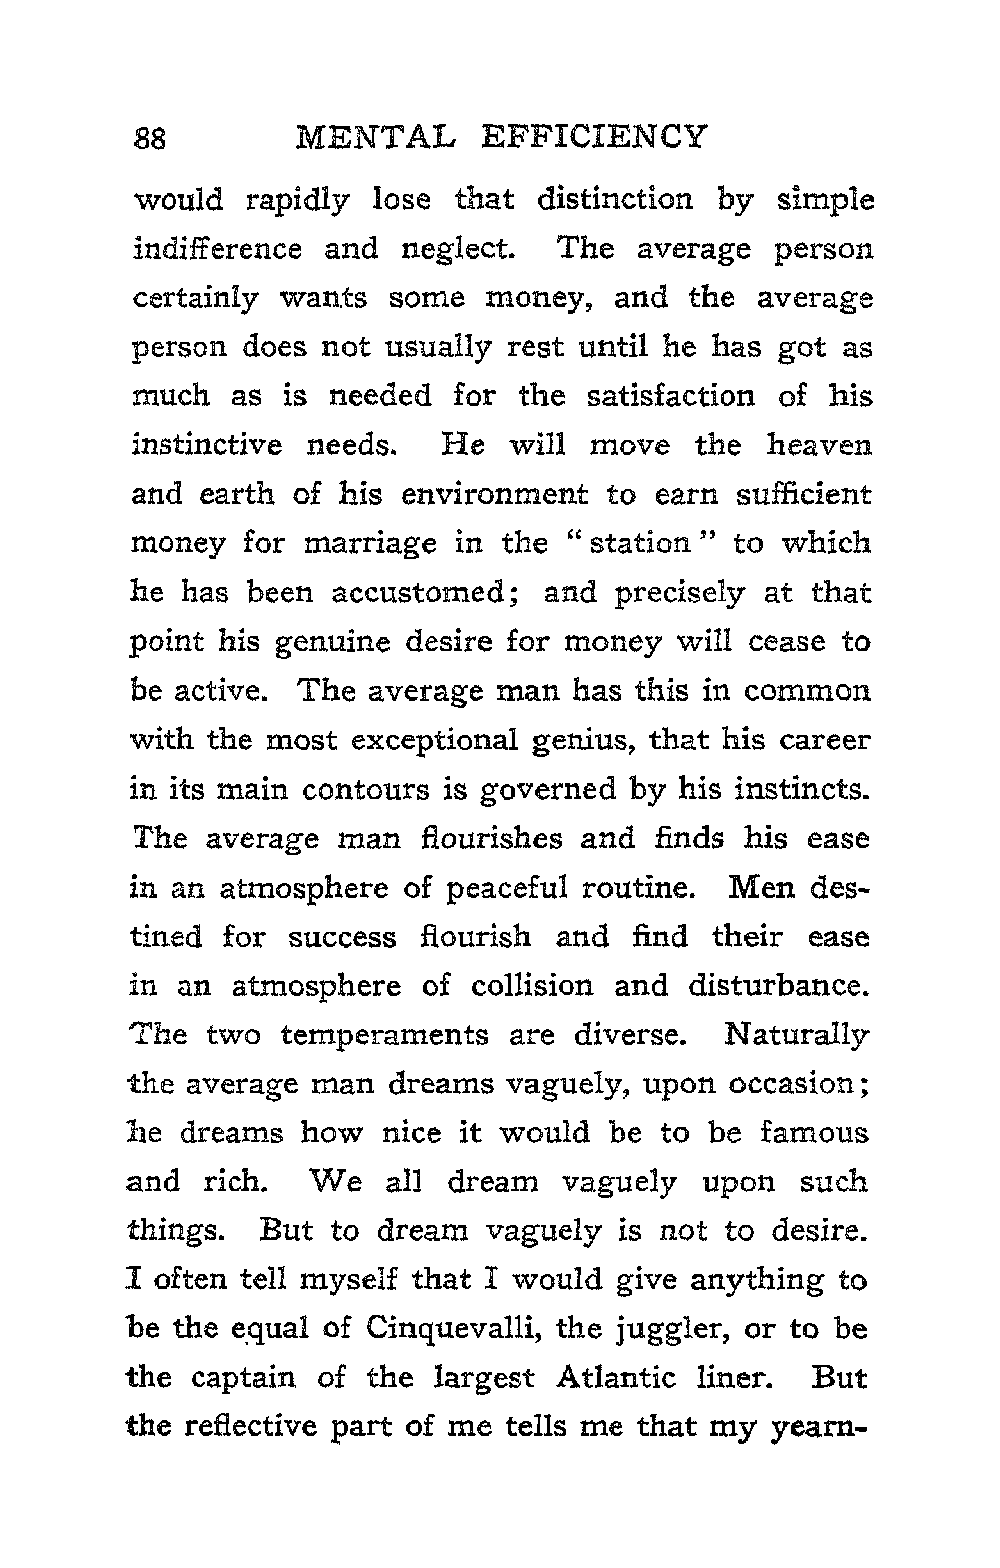 88 MENTAL EFFICIENCY
would rapidly lose that distinction by simple
indifference and neglect. The average person
certainly wants some money, and the average
person does not usually rest until he has got as
much as is needed for the satisfaction of his
instinctive needs. He will move the heaven
and earth of his environment to earn sufficient
money for marriage in the “ station ” to which
he has been accustomed; and precisely at that
point his genuine desire for money will cease to
be active. The average man has this in common
with the most exceptional genius, that his career
in its main contours is governed by his instincts.
The average man flourishes and finds his ease
in an atmosphere of peaceful routine. Men des-
tined for success flourish and find their ease
in an atmosphere of collision and disturbance.
The two temperaments are diverse. Naturally
the average man dreams vaguely, upon occasion;
he dreams how nice it would be to be famous
and rich. We all dream vaguely upon such
things. But to dream vaguely is not to desire.
I often tell myself that I would give anything to
be the equal of Cinquevalli, the juggler, or to be
the captain of the largest Atlantic liner. But
the reflective part of me tells me that my yearn-